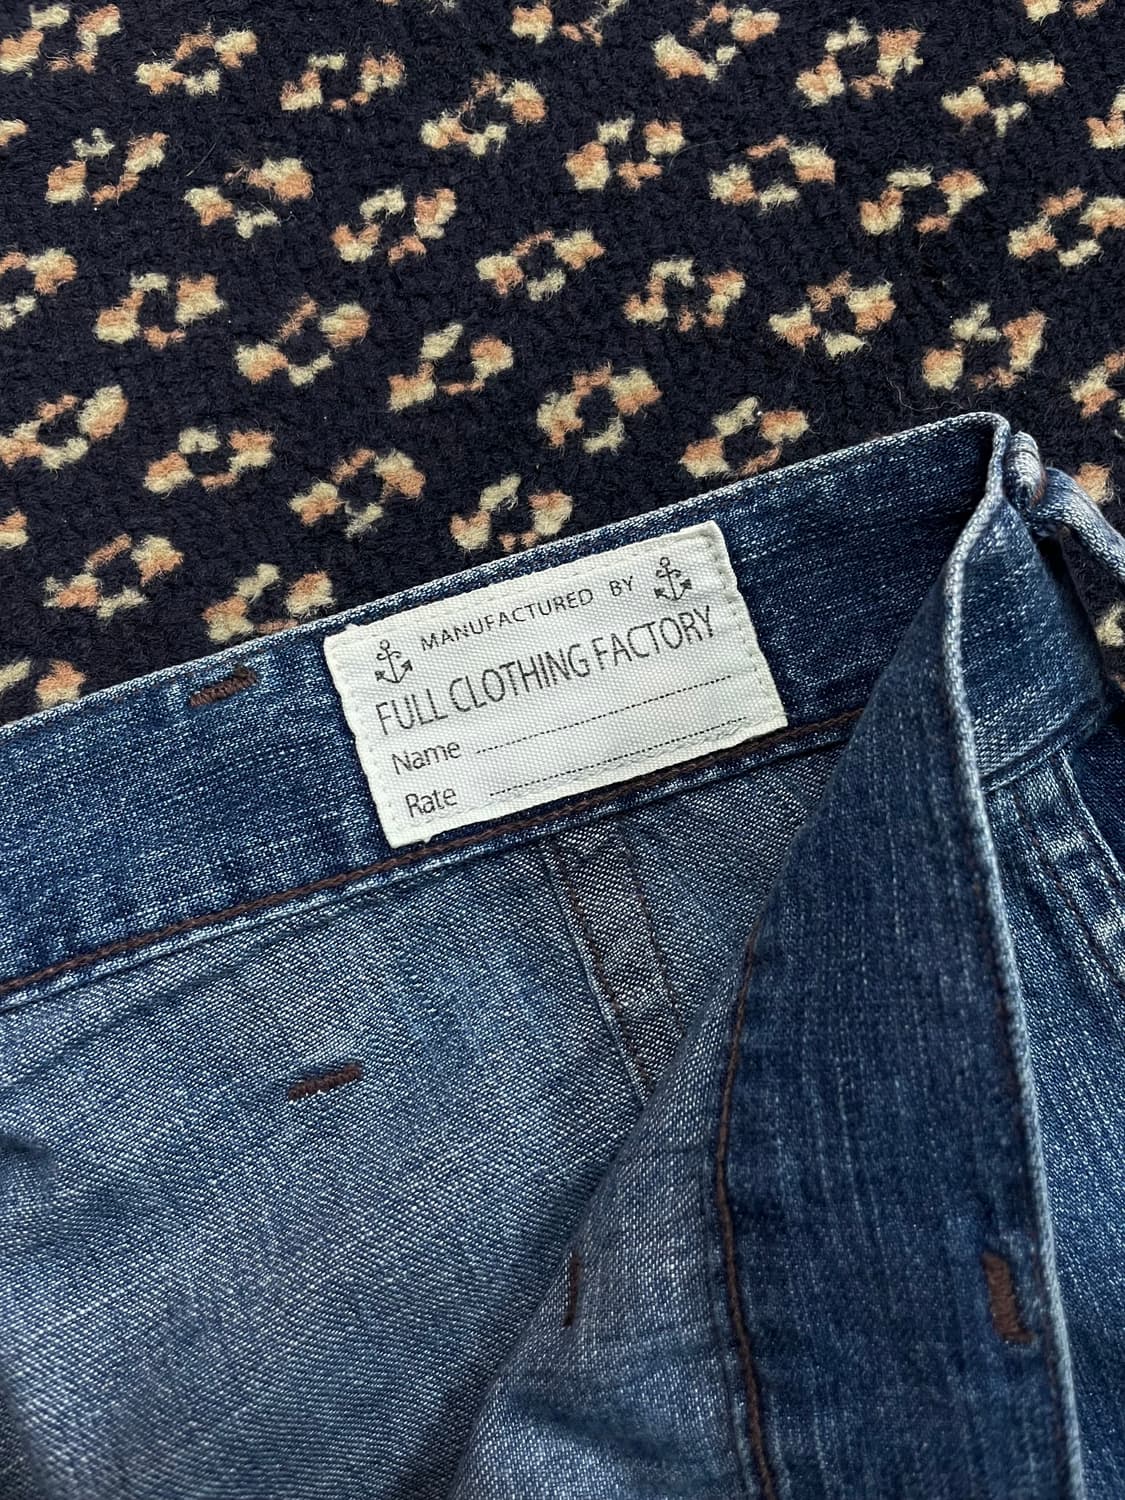 MANUFACTURED BY
FULL CLOTHING FACTORY
Name
Rate